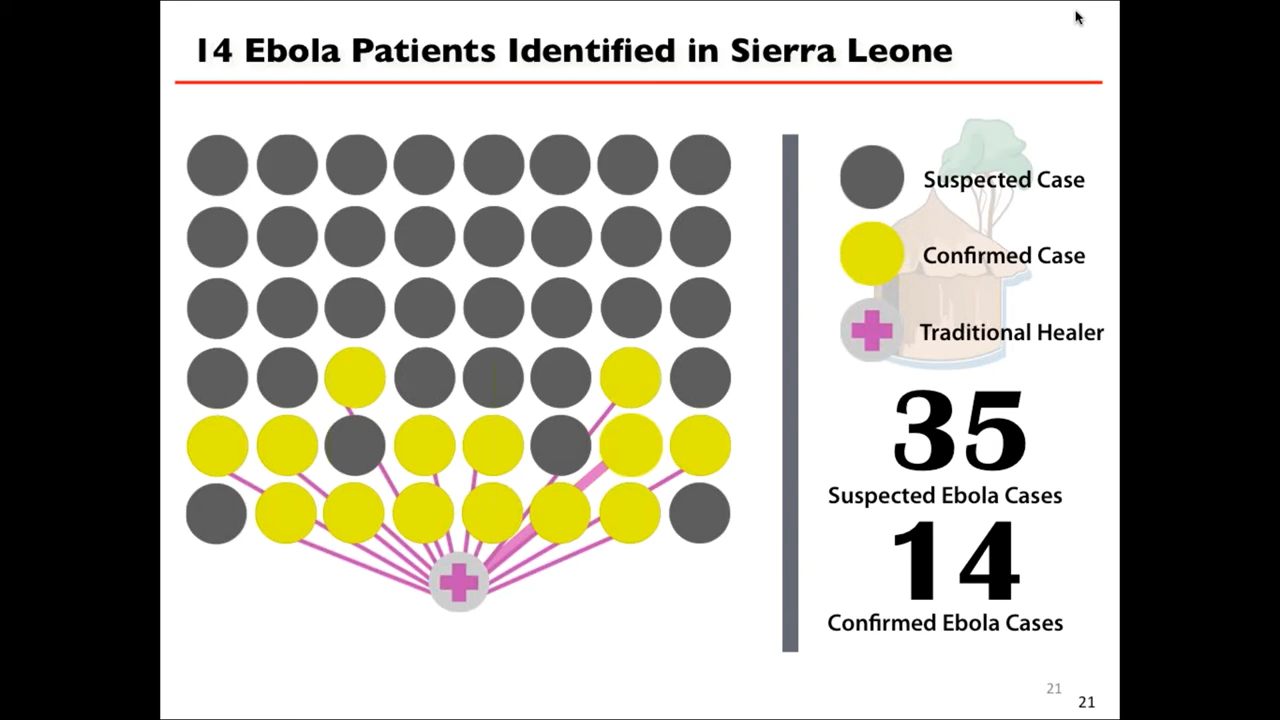 14 Ebola Patients Identified in Sierra Leone
Suspected Case
Confirmed Case
Traditional Healer
35
Suspected Ebola Cases
14
Confirmed Ebola Cases
21
21